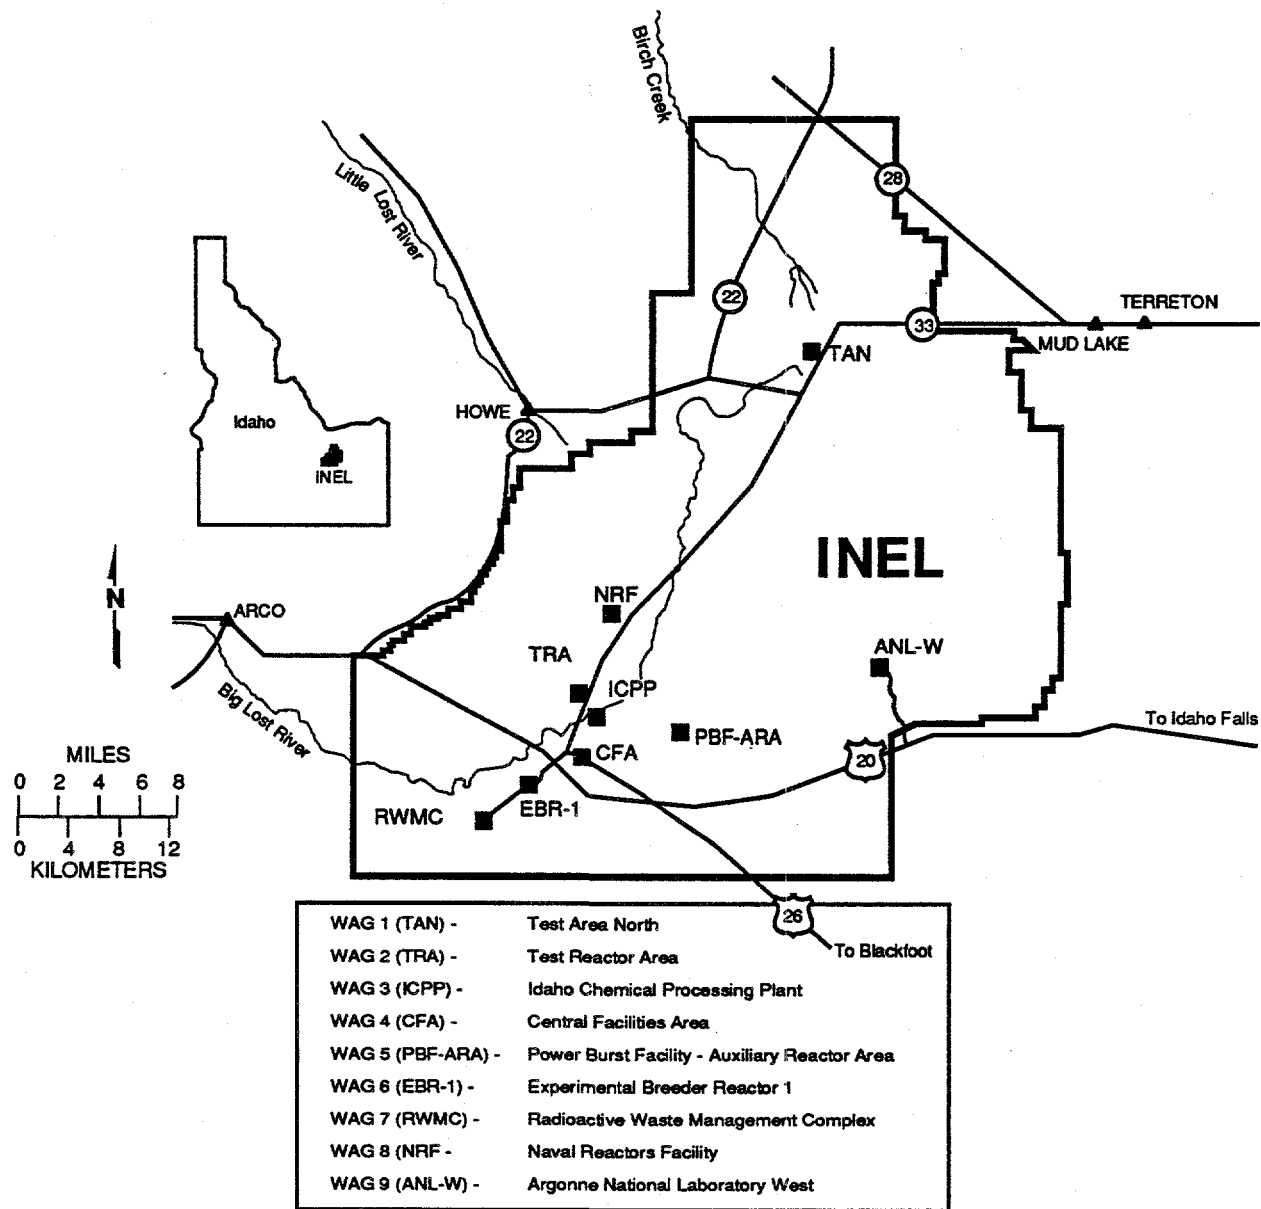 Birch Creek
28
Little Lost River
22
TERRETON
33
MUD LAKE
TAN
HOWE
22
Idaho
INEL
INEL
N
NRF
ARCO
TRA
ANL-W
ICPP
Big Lost River
To Idaho Falls
PBF-ARA
MILES
CFA
20
0 2 4 6 8
EBR-1
RWMC
0 4 8 12
KILOMETERS
26
To Blackfoot
WAG 1 (TAN) - Test Area North
WAG 2 (TRA) - Test Reactor Area
WAG 3 (ICPP) - Idaho Chemical Processing Plant
WAG 4 (CFA) - Central Facilities Area
WAG 5 (PBF-ARA) - Power Burst Facility - Auxiliary Reactor Area
WAG 6 (EBR-1) - Experimental Breeder Reactor 1
WAG 7 (RWMC) - Radioactive Waste Management Complex
WAG 8 (NRF - Naval Reactors Facility
WAG 9 (ANL-W) - Argonne National Laboratory West